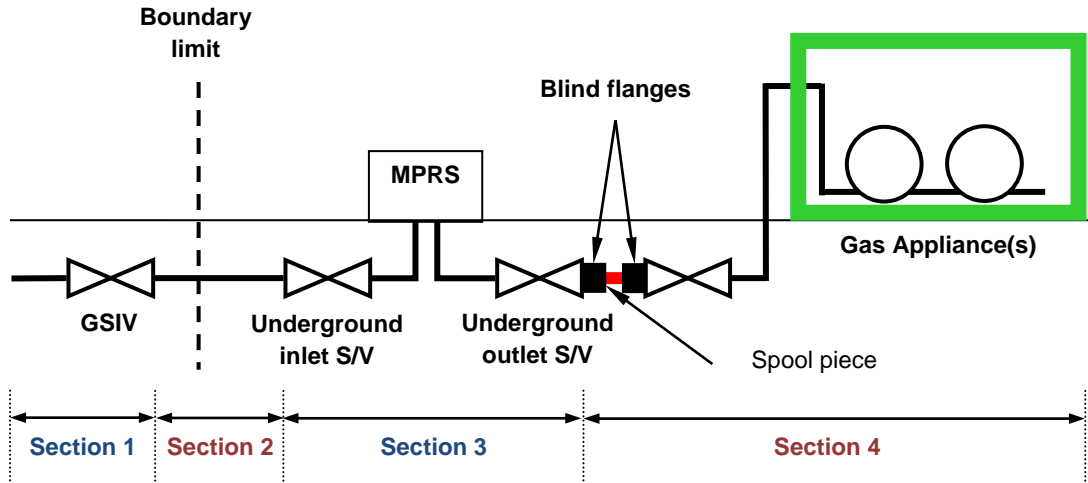 Boundary
limit
Blind flanges
MPRS
Gas Appliance(s)
GSIV
Underground
inlet S/V
Underground
outlet S/V
Spool piece
Section 1
Section 2
Section 3
Section 4